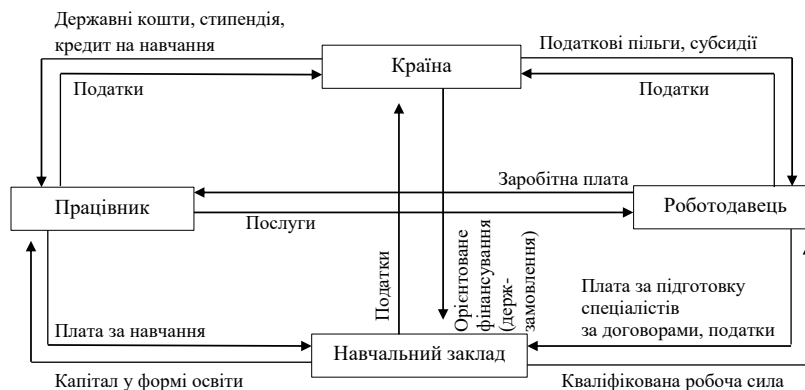 Державні кошти, стипендія,
кредит на навчання
Податкові пільги, субсидії
Країна
Податки
Податки
Заробітна плата
Працівник
Роботодавець
Послуги
Податки
Орієнтоване
фінансування
(держ-
замовлення)
Плата за підготовку
спеціалістів
за договорами, податки
Плата за навчання
Навчальний заклад
Капітал у формі освіти
Кваліфікована робоча сила